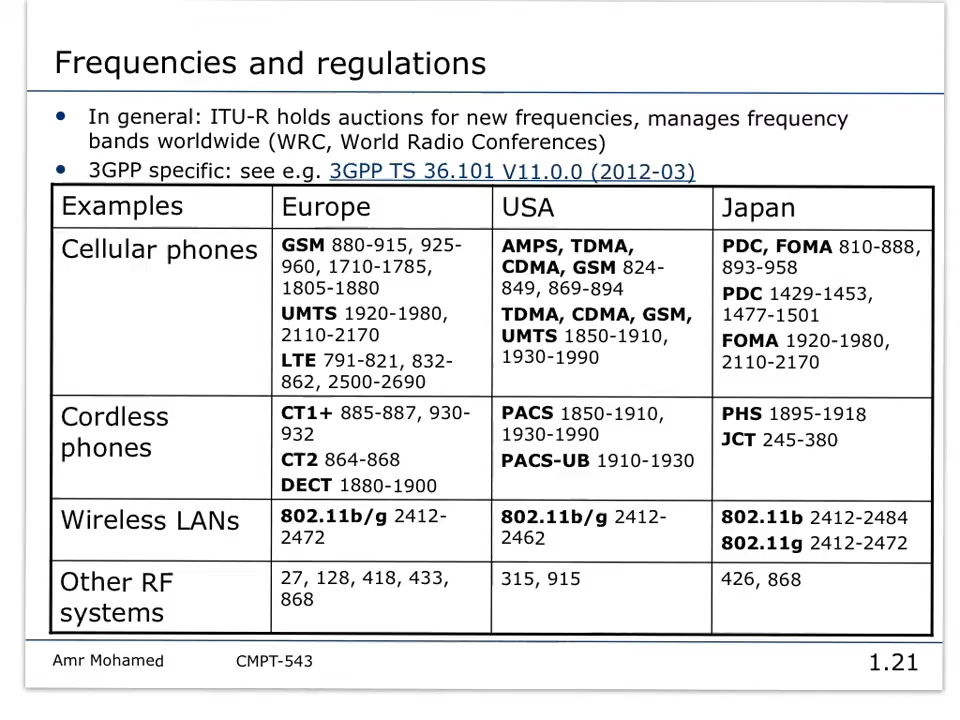 Frequencies and regulations
• In general: ITU-R holds auctions for new frequencies, manages frequency
bands worldwide (WRC, World Radio Conferences)
• 3GPP specific: see e.g. 3GPP TS 36.101 V11.0.0 (2012-03)
Examples
Europe
USA
Japan
Cellular phones
GSM 880-915, 925-
960, 1710-1785,
1805-1880
UMTS 1920-1980,
2110-2170
LTE 791-821, 832-
862, 2500-2690
AMPS, TDMA,
CDMA, GSM 824-
849, 869-894
TDMA, CDMA, GSM,
UMTS 1850-1910,
1930-1990
PDC, FOMA 810-888,
893-958
PDC 1429-1453,
1477-1501
FOMA 1920-1980,
2110-2170
Cordless
phones
CT1+ 885-887, 930-
932
CT2 864-868
DECT 1880-1900
PACS 1850-1910,
1930-1990
PACS-UB 1910-1930
PHS 1895-1918
JCT 245-380
Wireless LANs
802.11b/g 2412-
2472
802.11b/g 2412-
2462
802.11b 2412-2484
802.11g 2412-2472
Other RF
systems
27, 128, 418, 433,
868
315, 915
426, 868
Amr Mohamed
CMPT-543
1.21